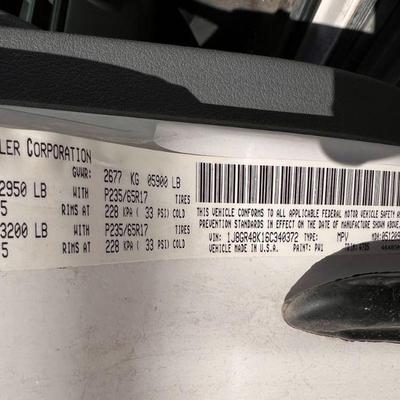 LER CORPORATION
GVWR: 2677 KG 05900 LB
2950 LB WITH P235/65R17 TIRES
5 RIMS AT 228 KPA ( 33 PSI) COLD
3200 LB WITH P235/65R17 TIRES
5 RIMS AT 228 KPA ( 33 PSI) COLD
THIS VEHICLE CONFORMS TO ALL APPLICABLE FEDERAL MOTOR VEHICLE SAFETY
PREVENTION STANDARDS IN EFFECT ON THE DATE OF MANUFACTURE SHOWN
VIN: 1J8GR48K16C340372 TYPE: MPV
VEHICLE MADE IN U.S.A. PAINT: PW1